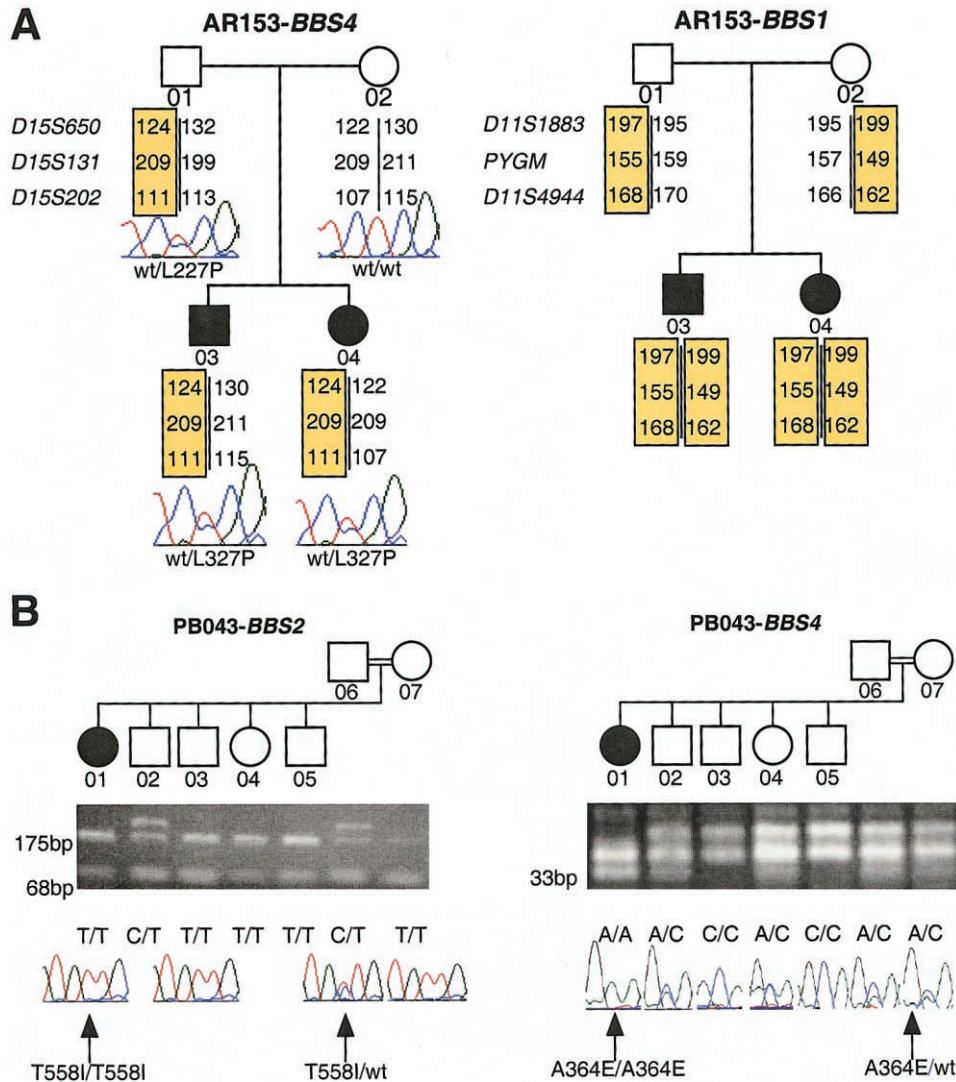 A
AR153-BBS4
AR153-BBS1
01 02
01 02
D15S650 124 132 122 130
D15S131 209 199 209 211
D15S202 111 113 107 115
wt/L227P wt/wt
D11S1883 197 195 195 199
PYGM 155 159 157 149
D11S4944 168 170 166 162
03 04
124 130 124 122
209 211 209 209
111 115 111 107
wt/L327P wt/L327P
03 04
197 199 197 199
155 149 155 149
168 162 168 162
B
PB043-BBS2
06 07
01 02 03 04 05
175bp
68bp
T/T C/T T/T T/T T/T C/T T/T
T558I/T558I T558I/wt
PB043-BBS4
06 07
01 02 03 04 05
33bp
A/A A/C C/C A/C C/C A/C A/C
A364E/A364E A364E/wt